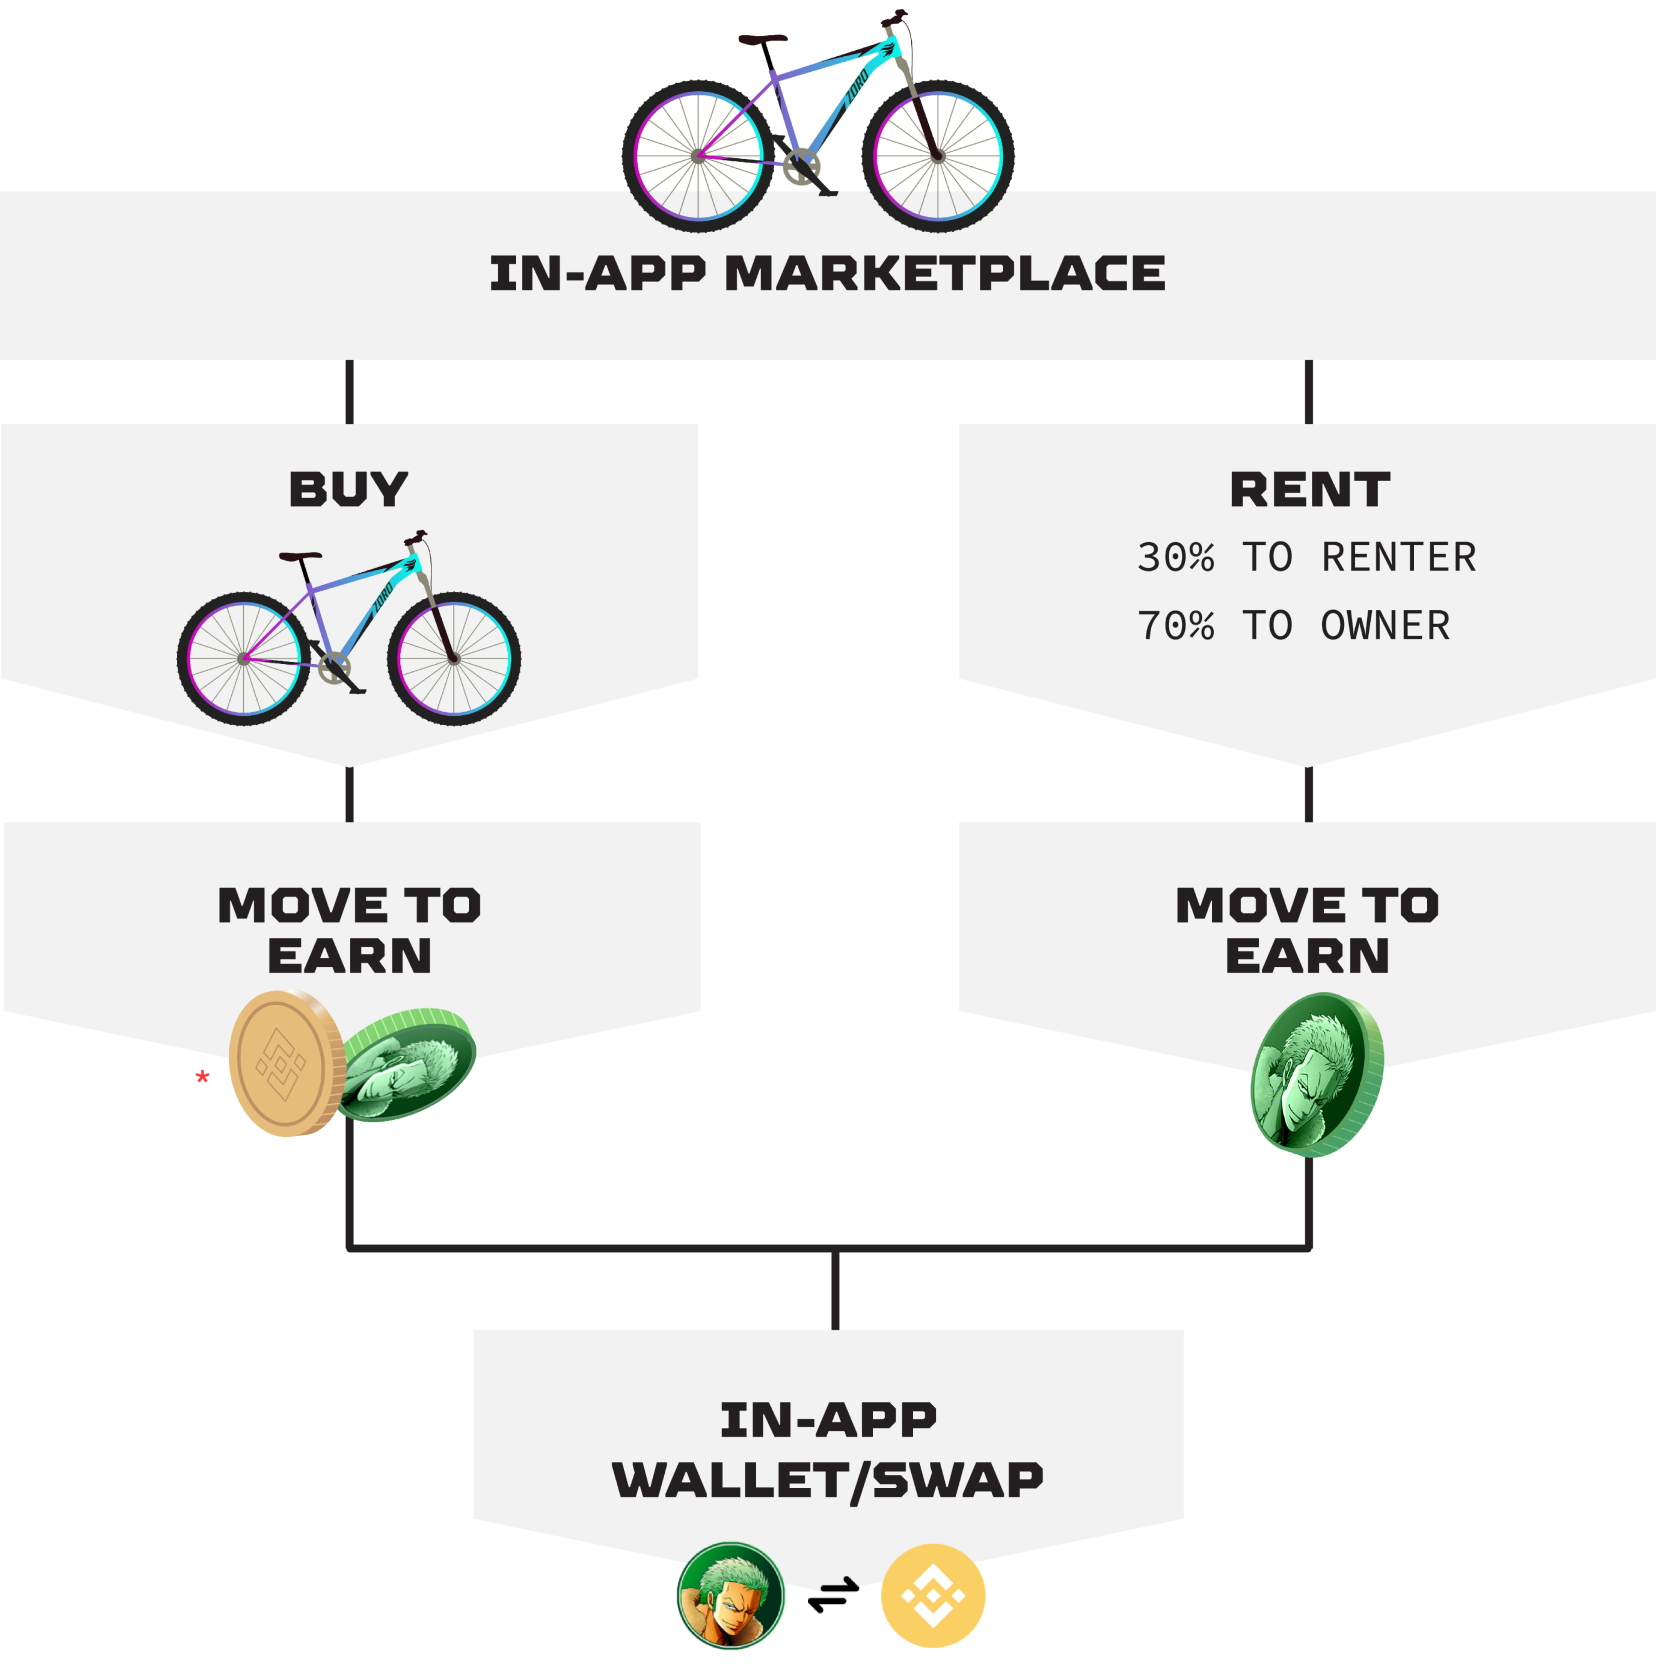 ZORO
IN-APP MARKETPLACE
BUY
ZORO
RENT
30% TO RENTER
70% TO OWNER
MOVE TO
EARN
*
MOVE TO
EARN
IN-APP
WALLET/SWAP